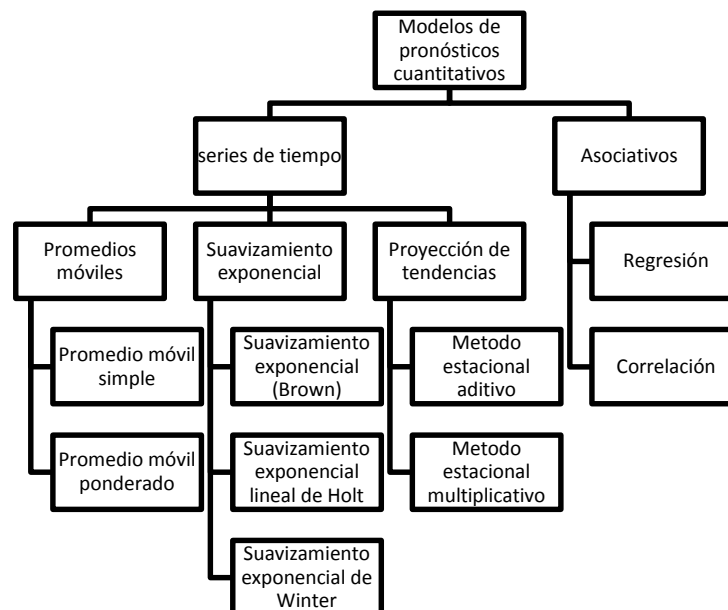 Modelos de
pronósticos
cuantitativos
series de tiempo
Asociativos
Promedios
móviles
Suavizamiento
exponencial
Proyección de
tendencias
Regresión
Promedio móvil
simple
Suavizamiento
exponencial
(Brown)
Metodo
estacional
aditivo
Correlación
Promedio móvil
ponderado
Suavizamiento
exponencial
lineal de Holt
Metodo
estacional
multiplicativo
Suavizamiento
exponencial de
Winter